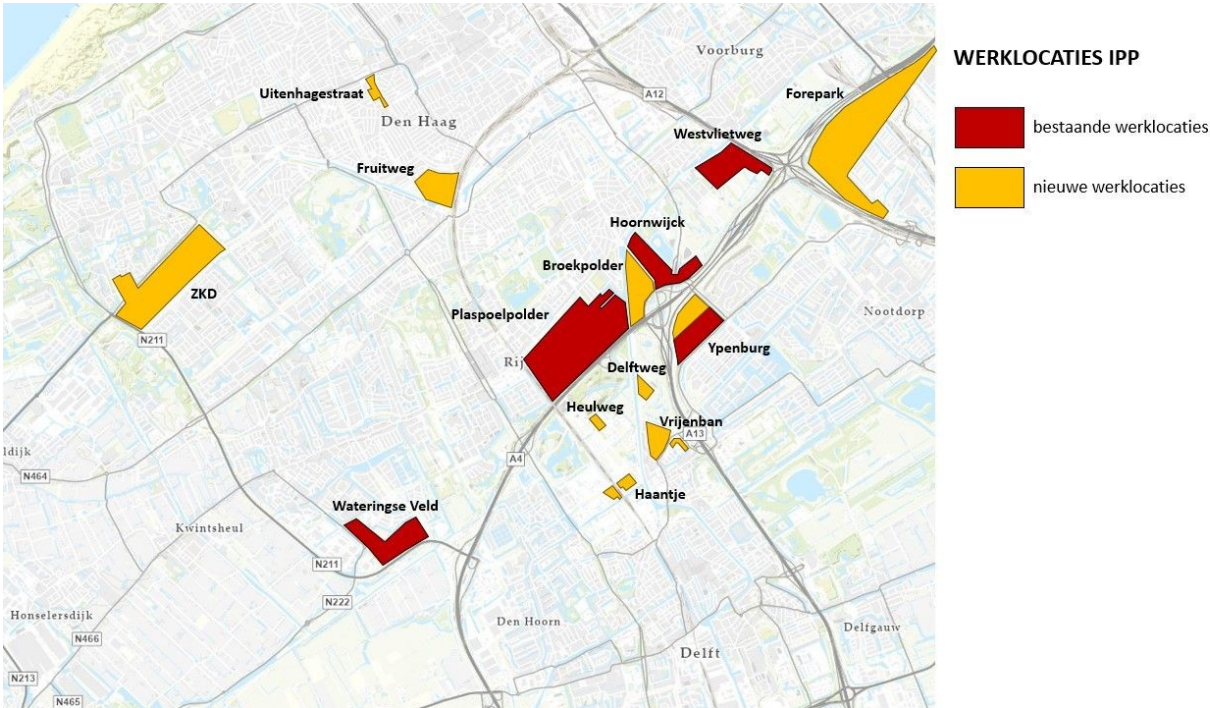 Voorburg
WERKLOCATIES IPP
Uitenhagestraat
A12
Forepark
Den Haag
bestaande werklocaties
Westvlietweg
Fruitweg
nieuwe werklocaties
Hoornwijck
Broekpolder
ZKD
Plaspoelpolder
Nootdorp
N211
Ypenburg
Rij
Delftweg
Heulweg
Vrijenban
A13
ldijk
A4
N464
Haantje
Wateringse Veld
Kwintsheul
N211
N222
Honselersdijk
Den Hoorn
Delfgauw
N466
Delft
N213
N465